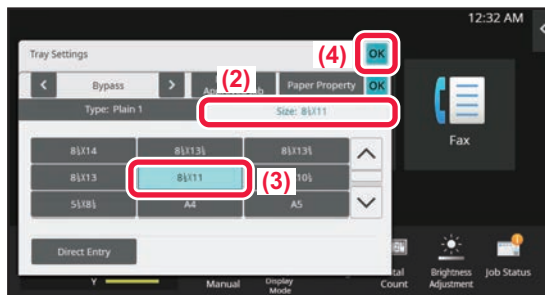 12:32 AM
Tray Settings
(4)
OK
Bypass
(2)
Paper Property
OK
Type: Plain 1
Size: 8½X11
Fax
8½X14
8½X13½
8½X13⅖
8½X13
8½X11
(3)
5½X8½
A4
A5
Direct Entry
Y
Manual
Display
Mode
Count
Brightness
Adjustment
Job Status